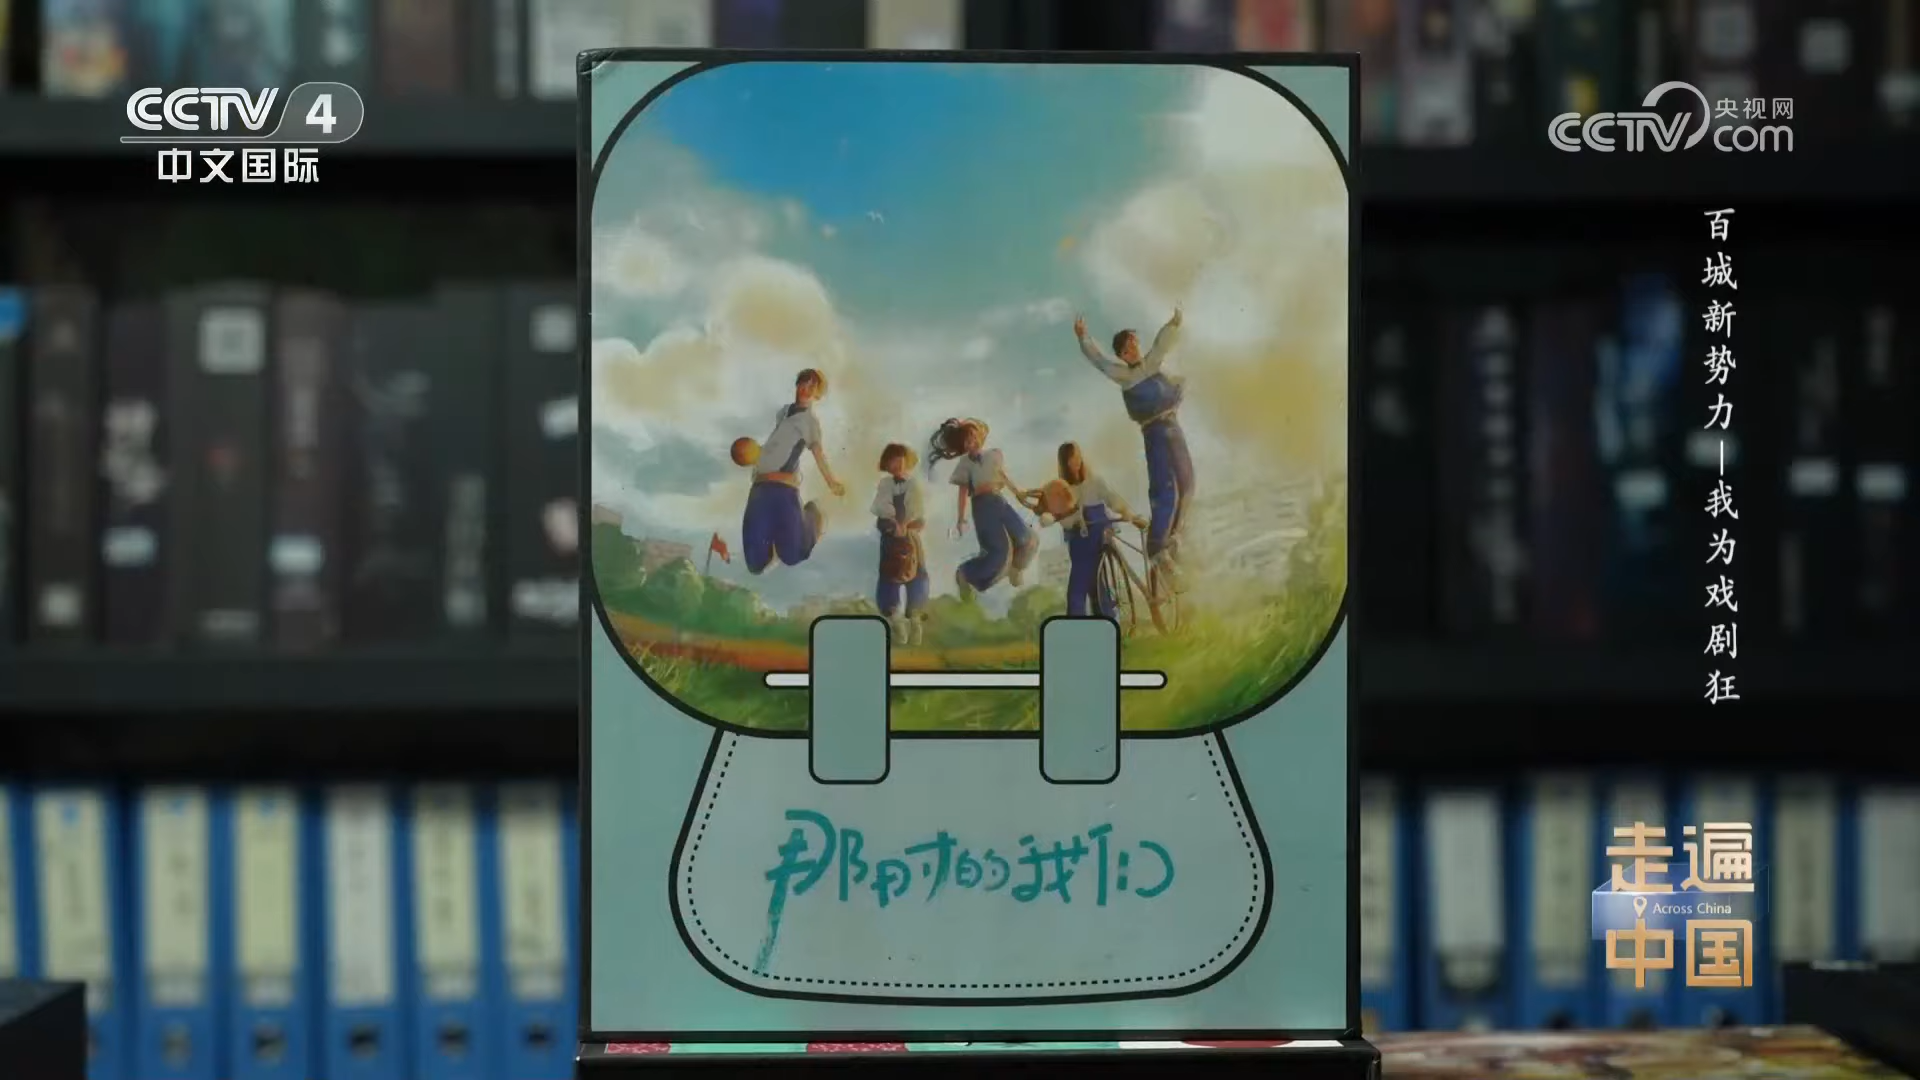 CCTV 4
中文国际
央视网
CCTV.com
百城新势力—我为戏剧狂
那时的我们
走遍
Across China
中国